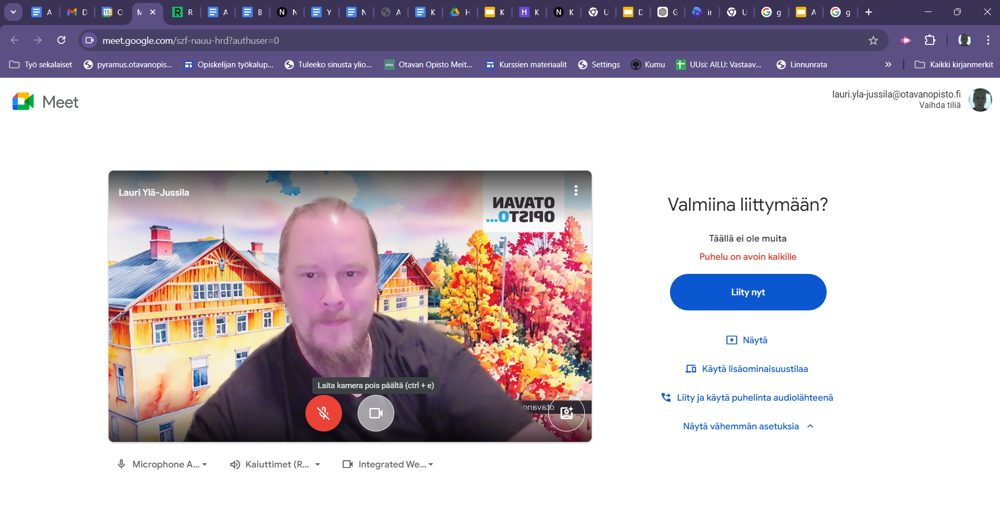 A
D
O
M
R
A
B
N
Y
N
A
K
H
K
K
K
U
D
G
ir
U
g
A
g
meet.google.com/szf-nauu-hrd?authuser=0
Työ sekalaiset
pyramus.otavanopis...
Opiskelijan työkalup...
Tuleeko sinusta ylio...
Otavan Opisto Meit...
Kurssien materiaalit
Settings
Kumu
UUsi: AILU: Vastaav...
Linnunrata
»
Kaikki kirjanmerkit
Meet
lauri.yla-jussila@otavanopisto.fi
Vaihda tiliä
Lauri Ylä-Jussila
OTAVAN
OPISTO...
Laita kamera pois päältä (ctrl + e)
Valmiina liittymään?
Täällä ei ole muita
Puhelu on avoin kaikille
Liity nyt
Näytä
Käytä lisäominaisuustilaa
Liity ja käytä puhelinta audiolähteenä
Näytä vähemmän asetuksia
Microphone A...
Kaiuttimet (R...
Integrated We...